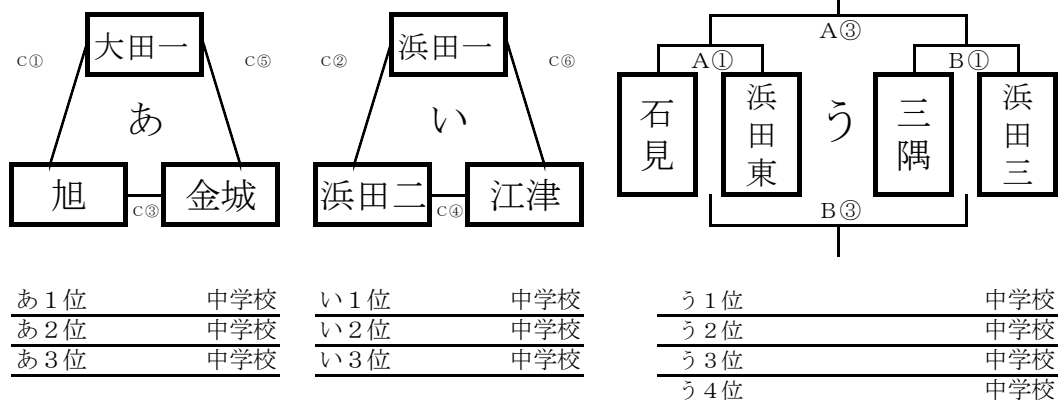 大田一
C①
C⑤
あ
旭
C③
金城
浜田一
C②
C⑥
い
浜田二
C④
江津
A③
A①
B①
石見
浜田東
う
三隅
浜田三
B③
あ1位 中学校
あ2位 中学校
あ3位 中学校
い1位 中学校
い2位 中学校
い3位 中学校
う1位 中学校
う2位 中学校
う3位 中学校
う4位 中学校